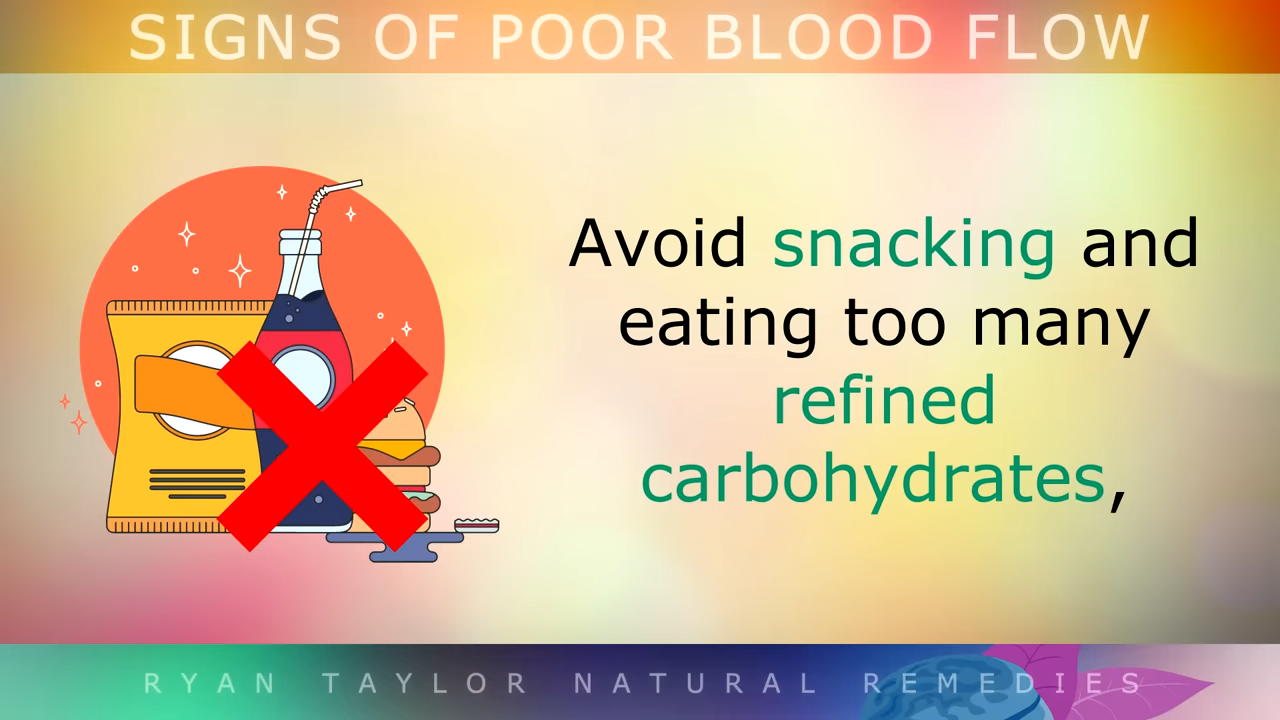 SIGNS OF POOR BLOOD FLOW
Avoid snacking and
eating too many
refined
carbohydrates,
RYAN TAYLOR NATURAL REMEDIES